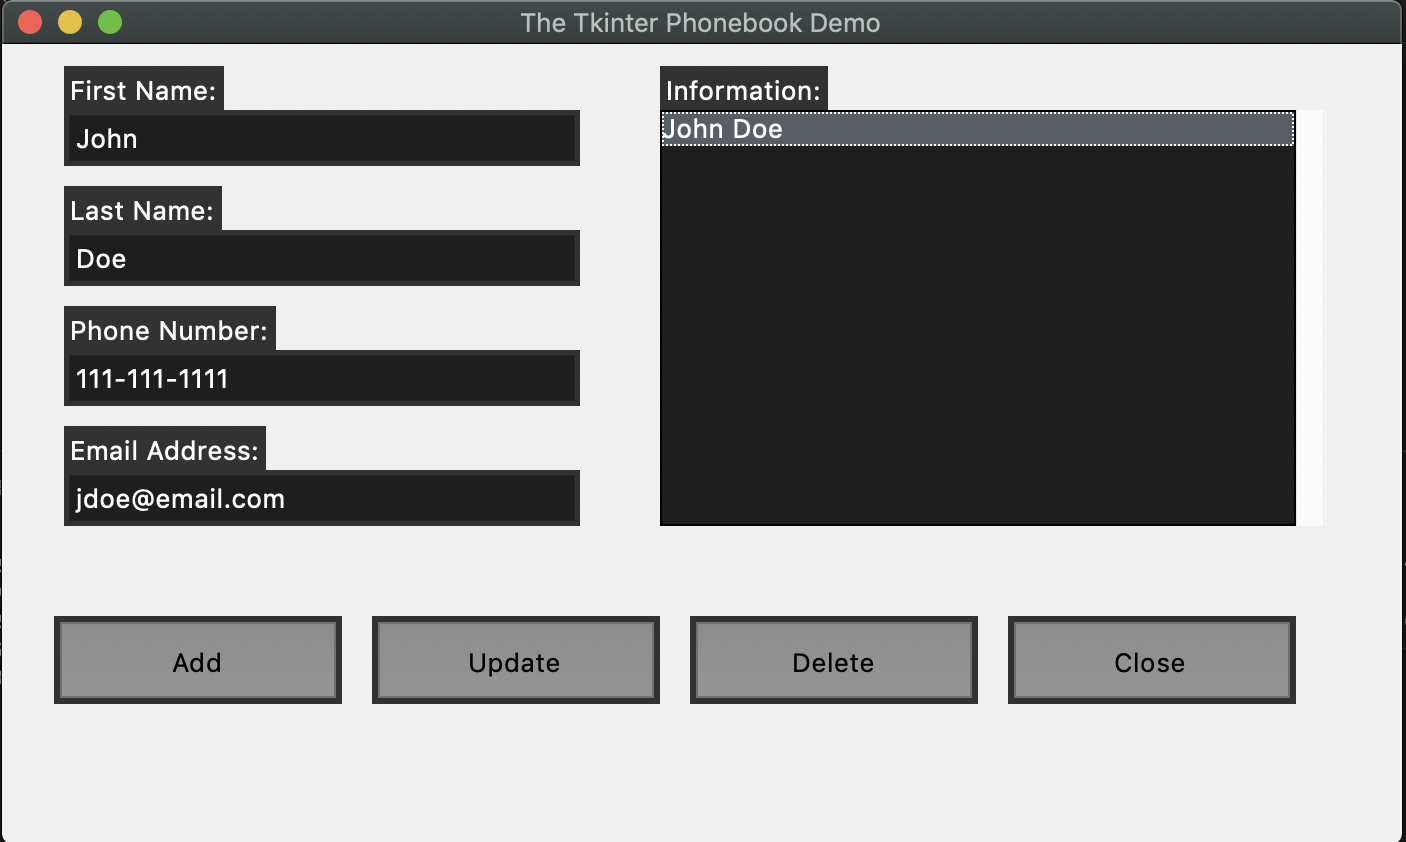 The Tkinter Phonebook Demo
First Name:
John
Last Name:
Doe
Phone Number:
111-111-1111
Email Address:
jdoe@email.com
Information:
John Doe
Add
Update
Delete
Close